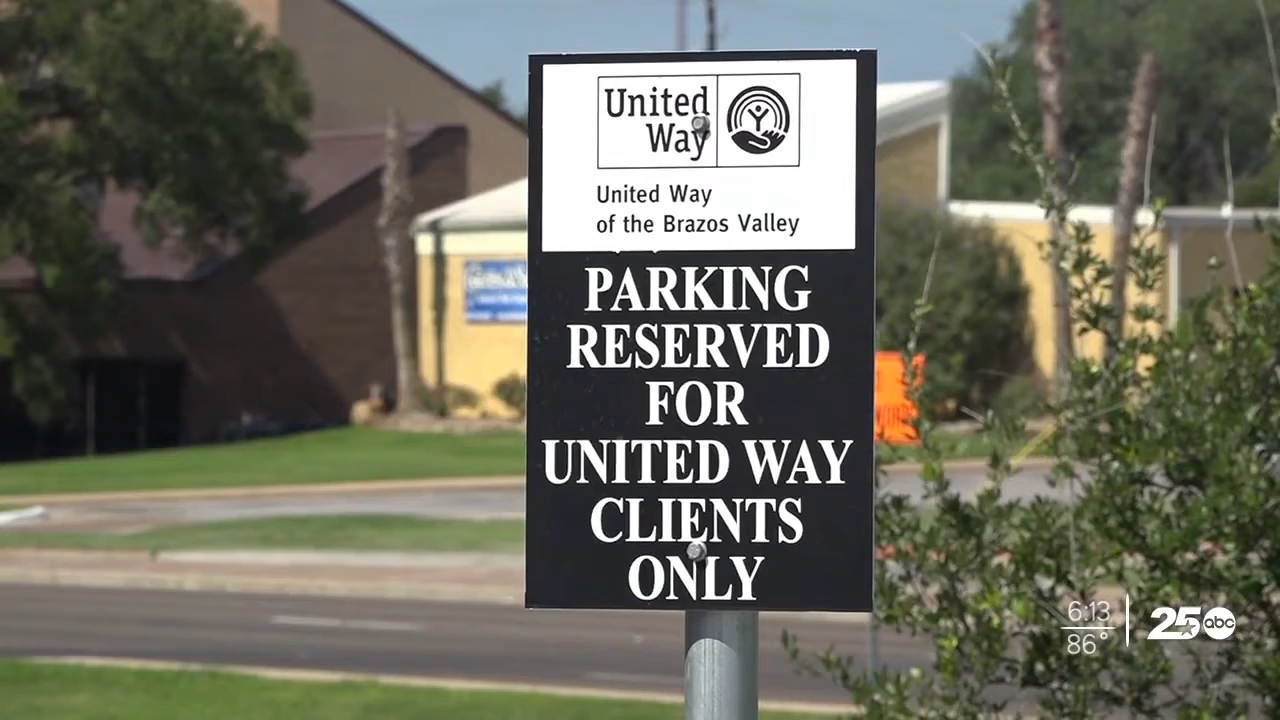 United
Way
United Way
of the Brazos Valley
PARKING
RESERVED
FOR
UNITED WAY
CLIENTS
ONLY
6:13
86°
25 abc